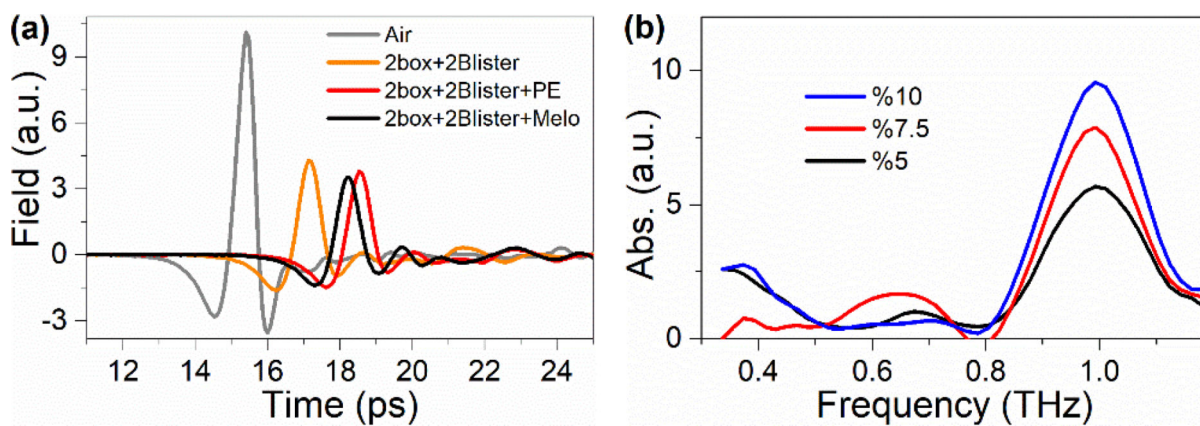 (a)
Air
2box+2Blister
2box+2Blister+PE
2box+2Blister+Melo
Field (a.u.)
9
6
3
0
-3
12 14 16 18 20 22 24
Time (ps)
(b)
%10
%7.5
%5
Abs. (a.u.)
10
5
0
0.4 0.6 0.8 1.0
Frequency (THz)